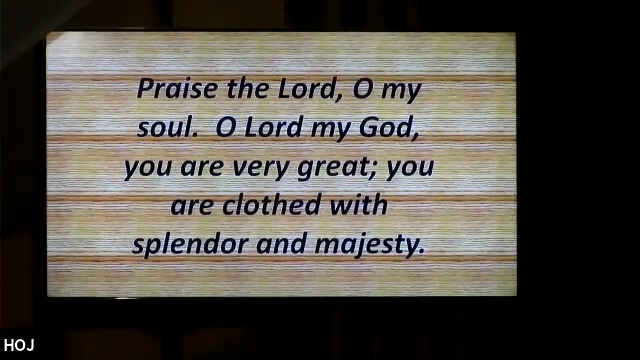 Praise the Lord, O my
soul.  O Lord my God,
you are very great; you
are clothed with
splendor and majesty.
HOJ